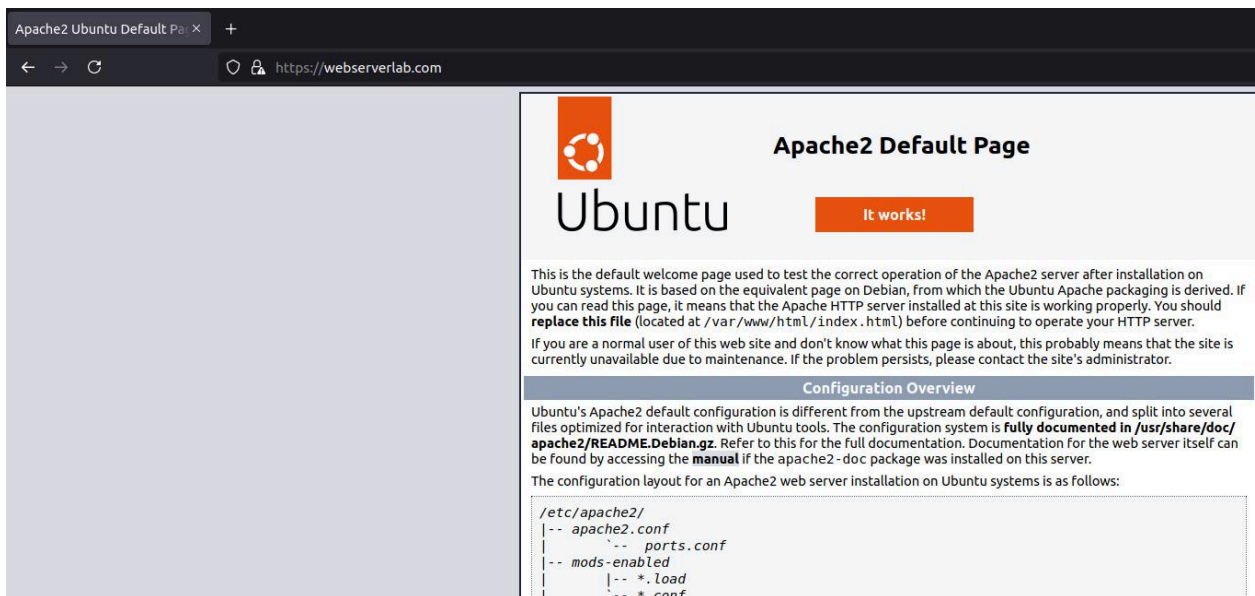 Apache2 Ubuntu Default Pa
https://webserverlab.com
Apache2 Default Page
Ubuntu
It works!
This is the default welcome page used to test the correct operation of the Apache2 server after installation on
Ubuntu systems. It is based on the equivalent page on Debian, from which the Ubuntu Apache packaging is derived. If
you can read this page, it means that the Apache HTTP server installed at this site is working properly. You should
replace this file (located at /var/www/html/index.html) before continuing to operate your HTTP server.
If you are a normal user of this web site and don't know what this page is about, this probably means that the site is
currently unavailable due to maintenance. If the problem persists, please contact the site's administrator.
Configuration Overview
Ubuntu's Apache2 default configuration is different from the upstream default configuration, and split into several
files optimized for interaction with Ubuntu tools. The configuration system is fully documented in /usr/share/doc/
apache2/README.Debian.gz. Refer to this for the full documentation. Documentation for the web server itself can
be found by accessing the manual if the apache2-doc package was installed on this server.
The configuration layout for an Apache2 web server installation on Ubuntu systems is as follows:
/etc/apache2/
|-- apache2.conf
|       `--  ports.conf
|-- mods-enabled
|       |-- *.load
|       `-- *.conf